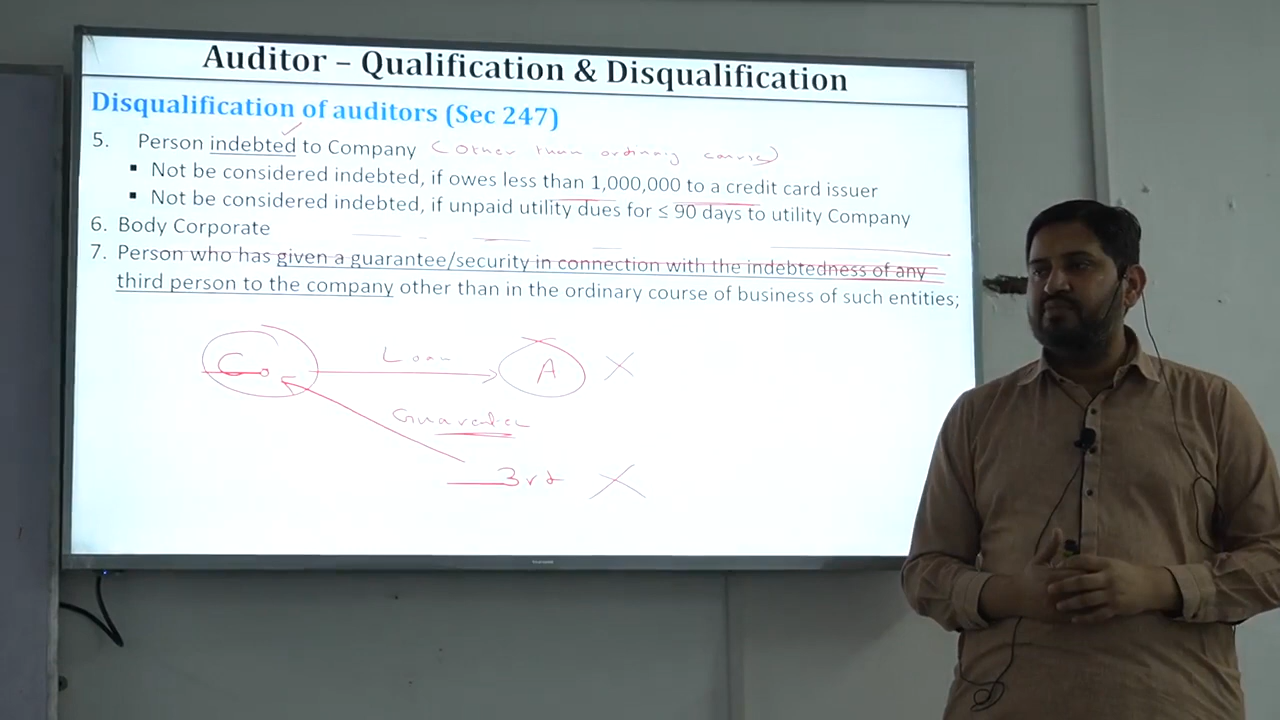 Auditor – Qualification & Disqualification
Disqualification of auditors (Sec 247)
5. Person indebted to Company (other than ordinary course)
▪ Not be considered indebted, if owes less than 1,000,000 to a credit card issuer
▪ Not be considered indebted, if unpaid utility dues for ≤ 90 days to utility Company
6. Body Corporate
7. Person who has given a guarantee/security in connection with the indebtedness of any
third person to the company other than in the ordinary course of business of such entities;
Co. Loan A X
Guarantee
3rd X